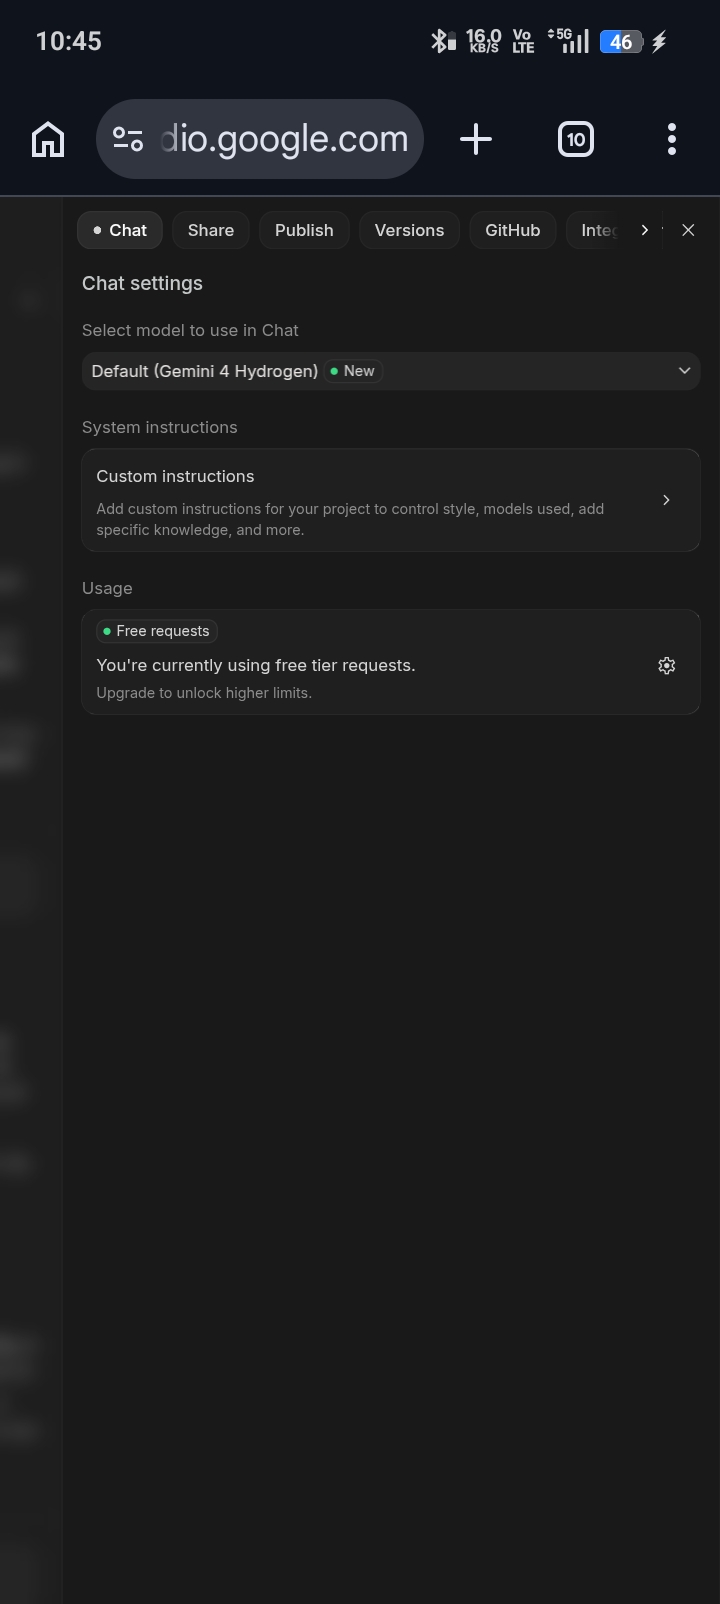 10:45
16.0 KB/S
Vo LTE
5G
46
dio.google.com
10
Chat
Share
Publish
Versions
GitHub
Chat settings
Select model to use in Chat
Default (Gemini 4 Hydrogen) New
System instructions
Custom instructions
Add custom instructions for your project to control style, models used, add
specific knowledge, and more.
Usage
Free requests
You're currently using free tier requests.
Upgrade to unlock higher limits.